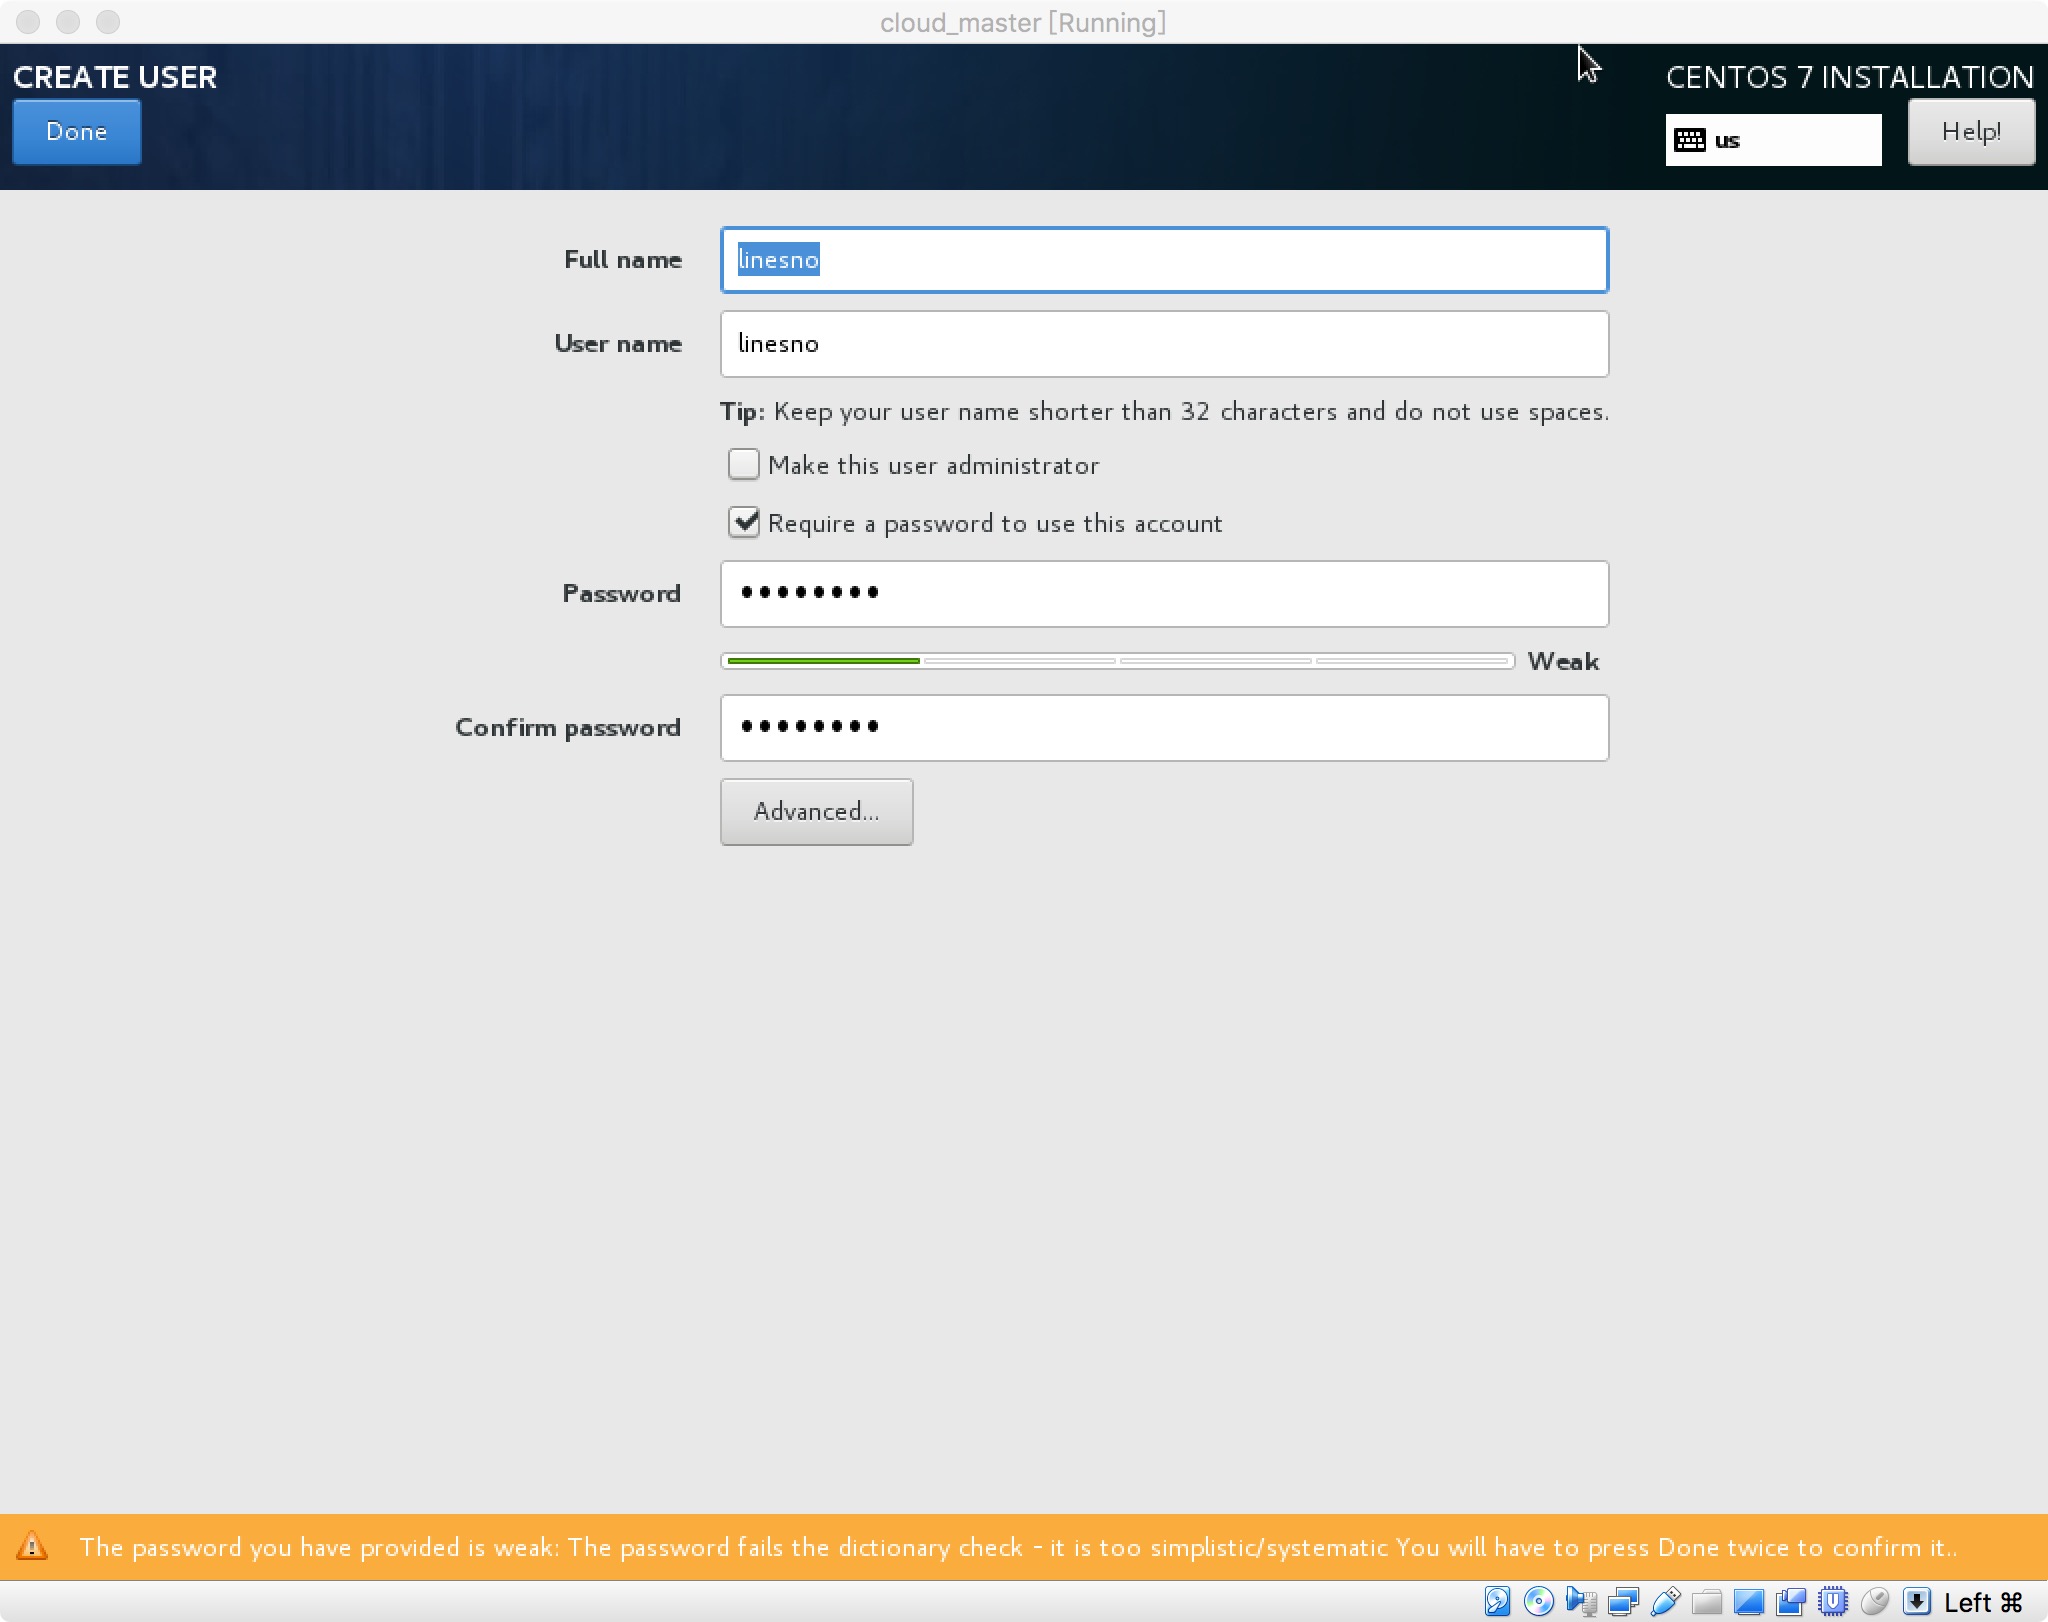 cloud_master [Running]
CREATE USER
CENTOS 7 INSTALLATION
Done
us
Help!
Full name
linesno
User name
linesno
Tip: Keep your user name shorter than 32 characters and do not use spaces.
Make this user administrator
Require a password to use this account
Password
••••••••
Weak
Confirm password
••••••••
Advanced...
The password you have provided is weak: The password fails the dictionary check - it is too simplistic/systematic You will have to press Done twice to confirm it..
Left ⌘